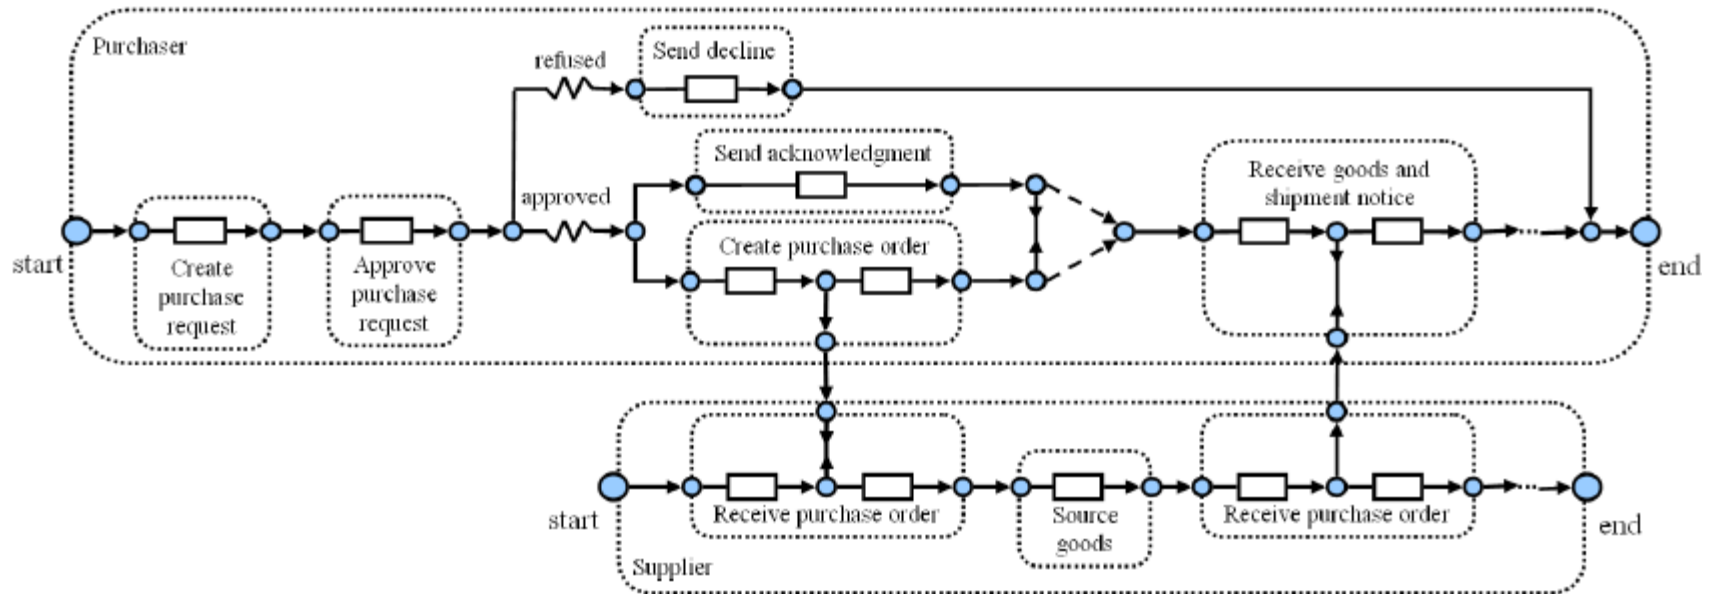 Purchaser
refused
Send decline
Send acknowledgment
Receive goods and
shipment notice
approved
Create purchase order
start
Create
purchase
request
Approve
purchase
request
end
start
Receive purchase order
Source
goods
Receive purchase order
end
Supplier